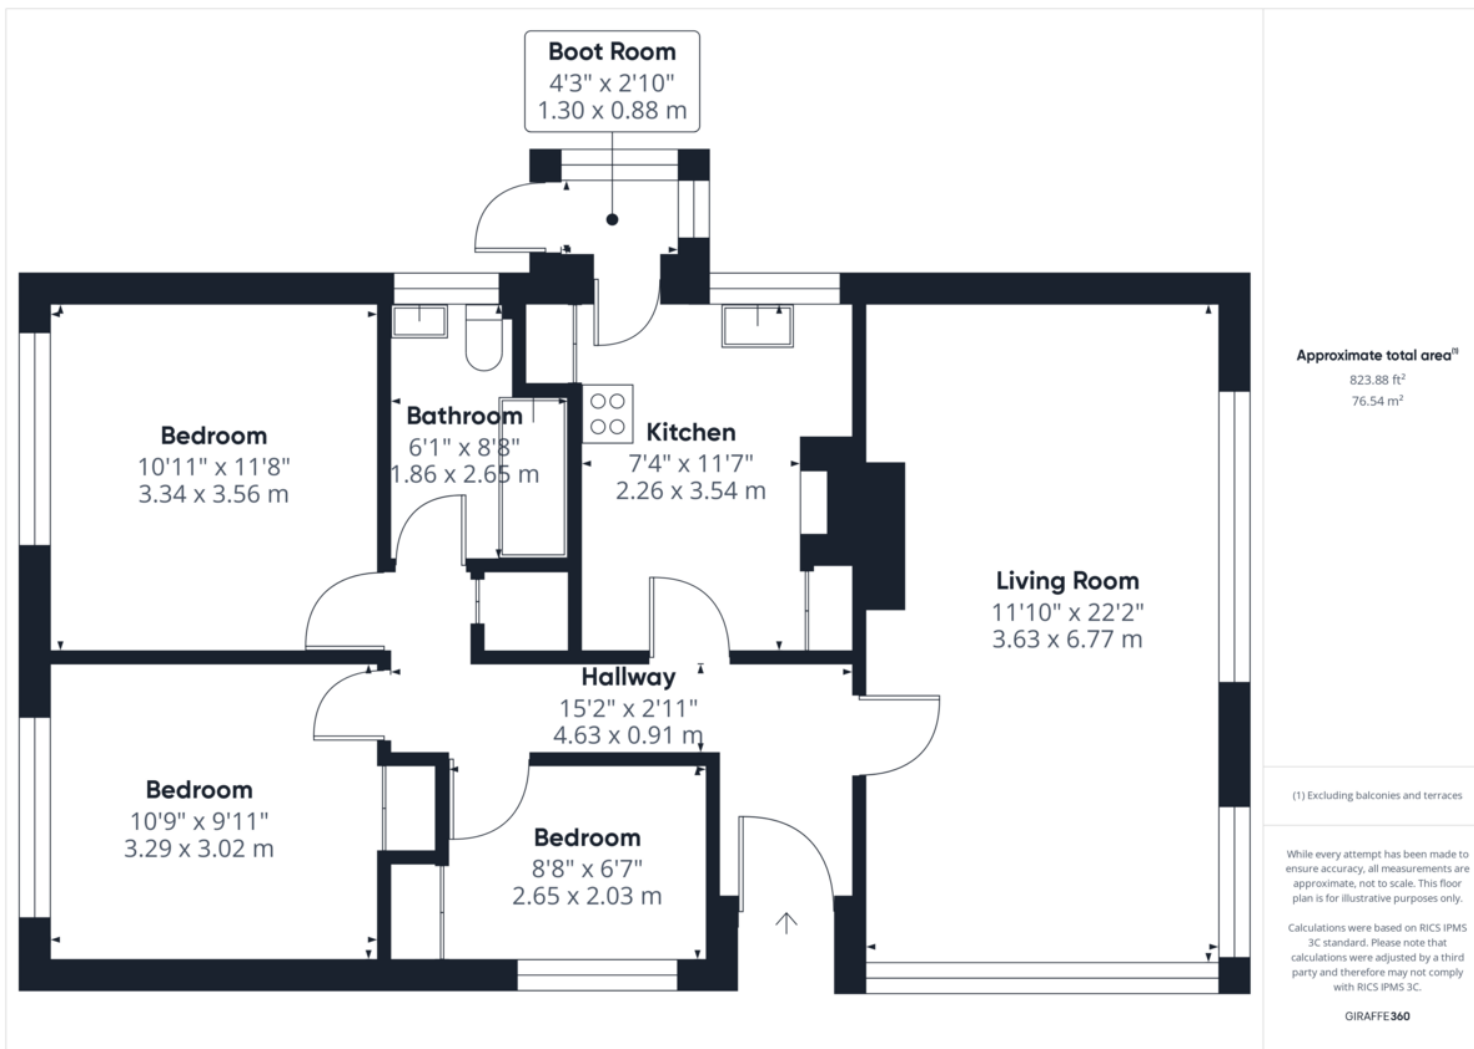 Boot Room
4'3" x 2'10"
1.30 x 0.88 m
Bedroom
10'11" x 11'8"
3.34 x 3.56 m
Bathroom
6'1" x 8'8"
1.86 x 2.65 m
Kitchen
7'4" x 11'7"
2.26 x 3.54 m
Living Room
11'10" x 22'2"
3.63 x 6.77 m
Hallway
15'2" x 2'11"
4.63 x 0.91 m
Bedroom
10'9" x 9'11"
3.29 x 3.02 m
Bedroom
8'8" x 6'7"
2.65 x 2.03 m
Approximate total area⁽¹⁾
823.88 ft²
76.54 m²
(1) Excluding balconies and terraces
While every attempt has been made to
ensure accuracy, all measurements are
approximate, not to scale. This floor
plan is for illustrative purposes only.
Calculations were based on RICS IPMS
3C standard. Please note that
calculations were adjusted by a third
party and therefore may not comply
with RICS IPMS 3C.
GIRAFFE360